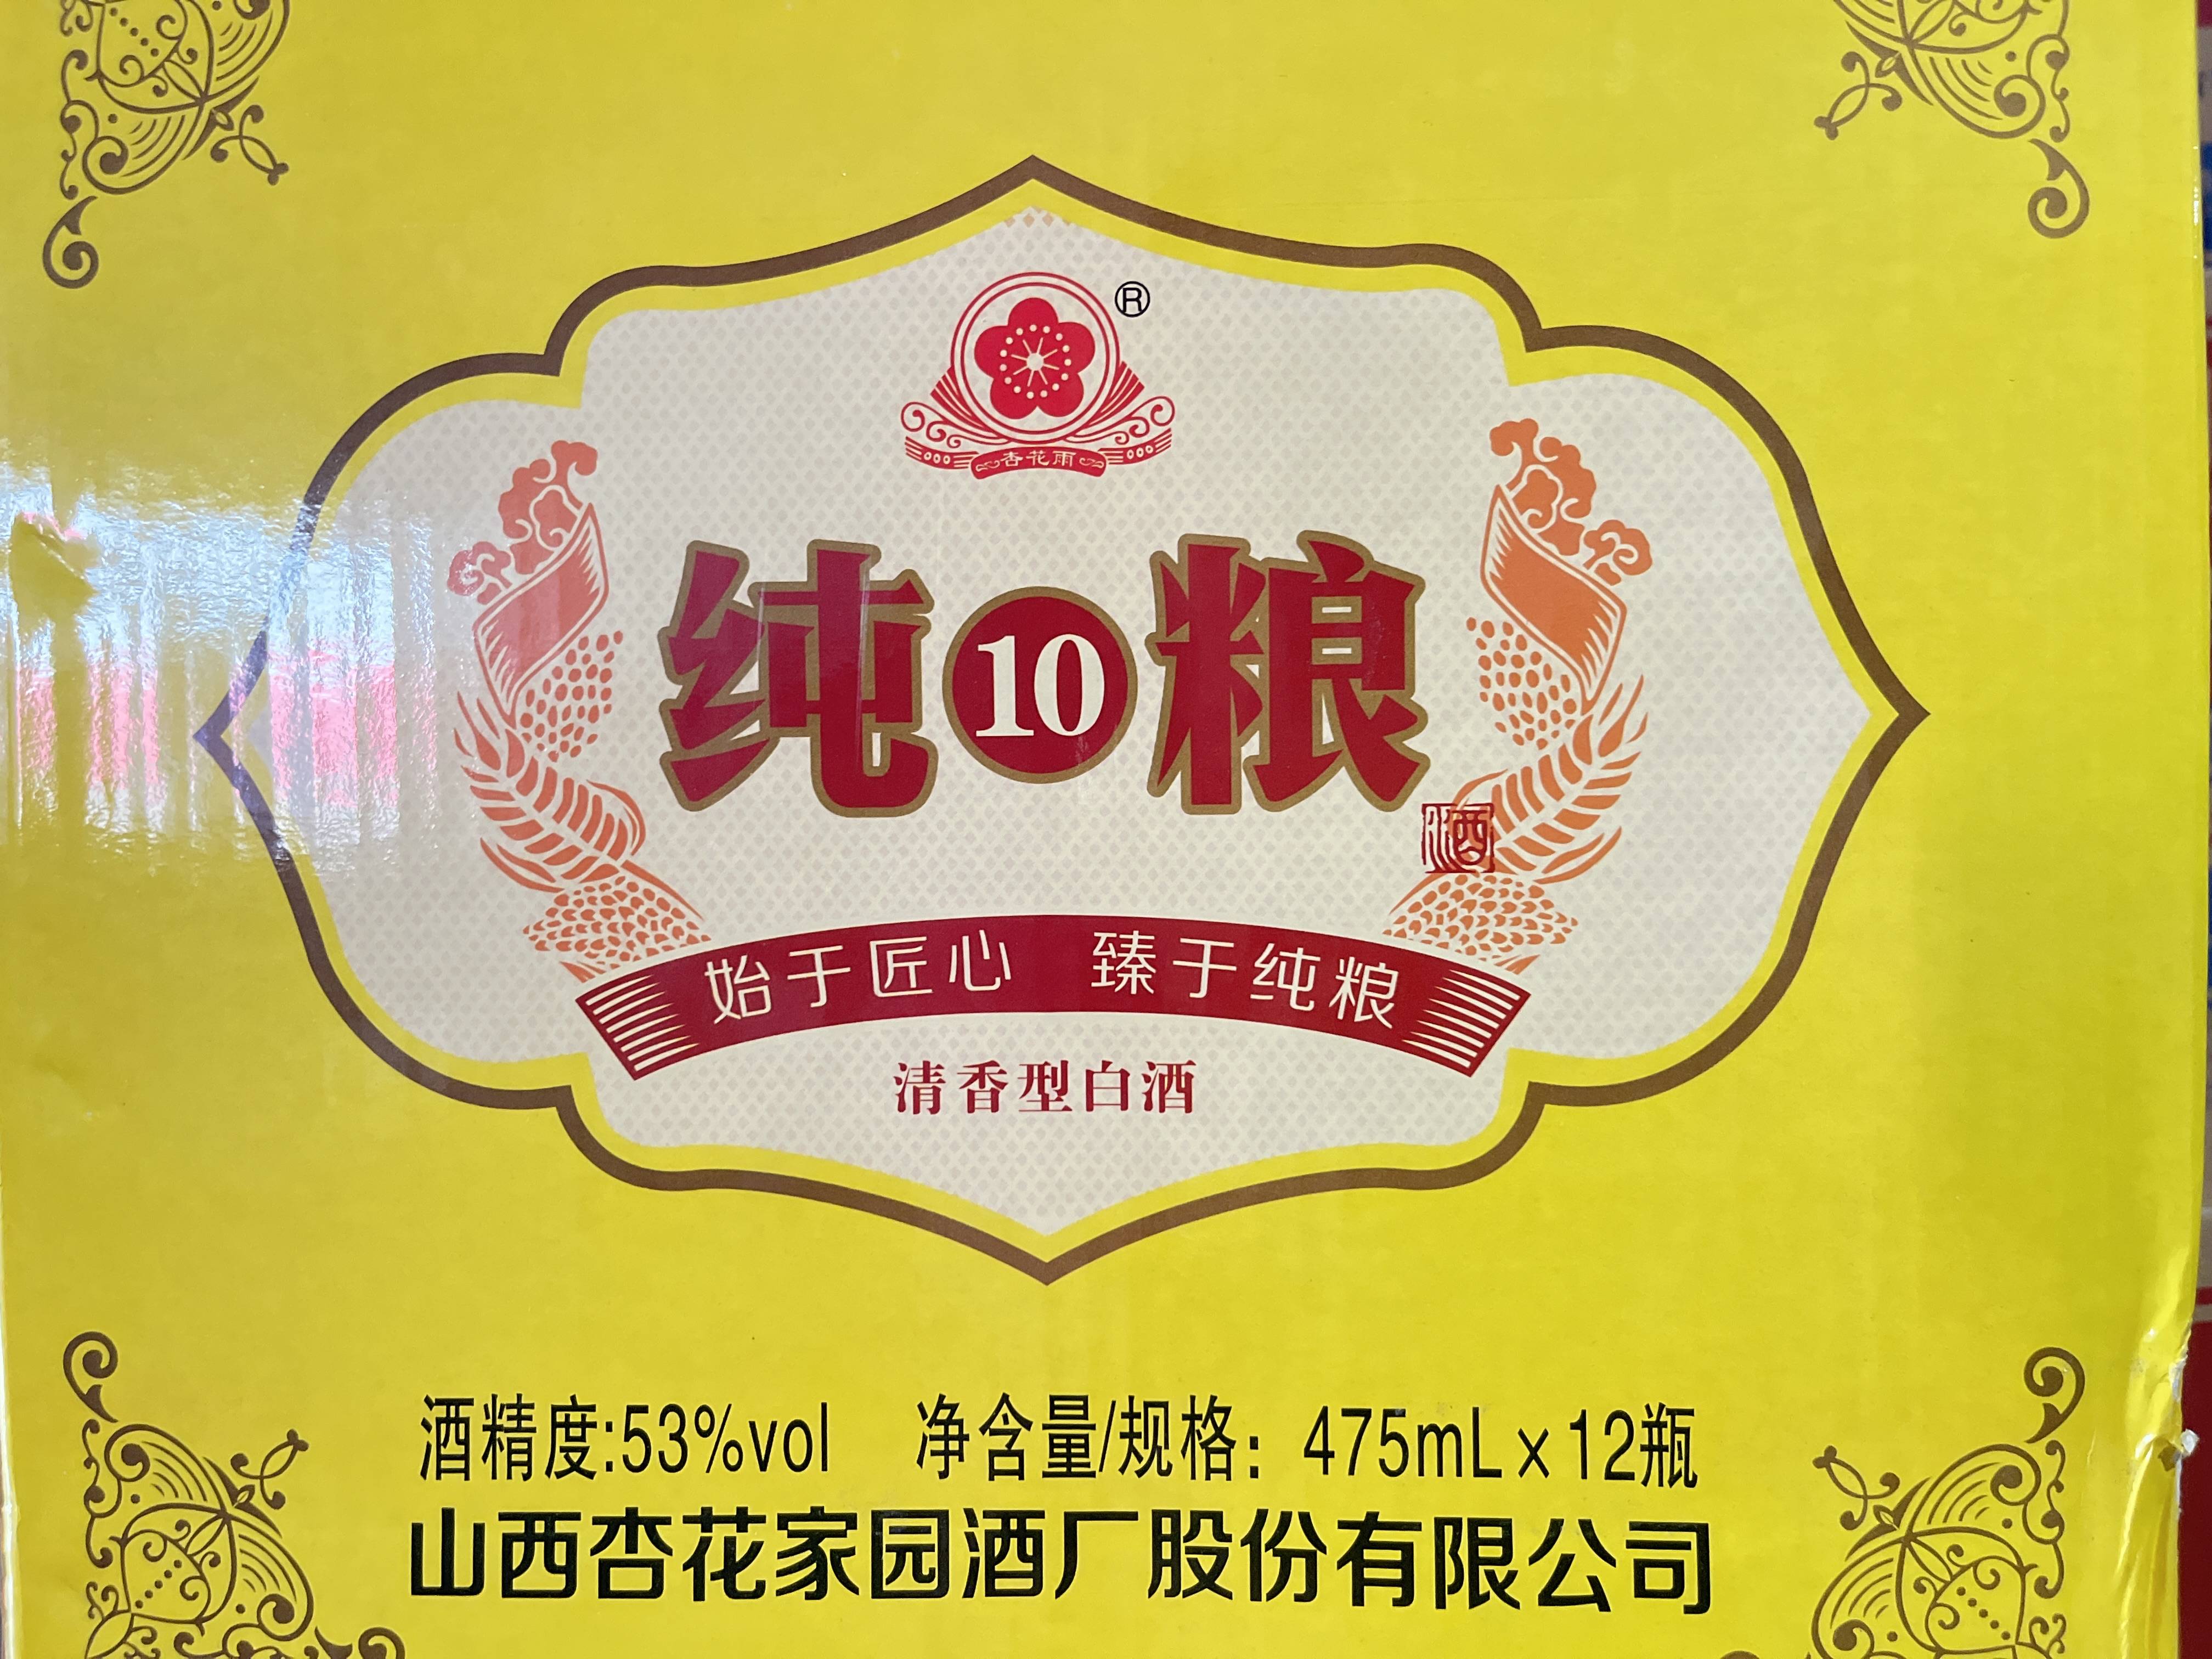 ®
杏花雨
纯10粮
酒
始于匠心 臻于纯粮
清香型白酒
酒精度:53%vol 净含量/规格: 475mL×12瓶
山西杏花家园酒厂股份有限公司